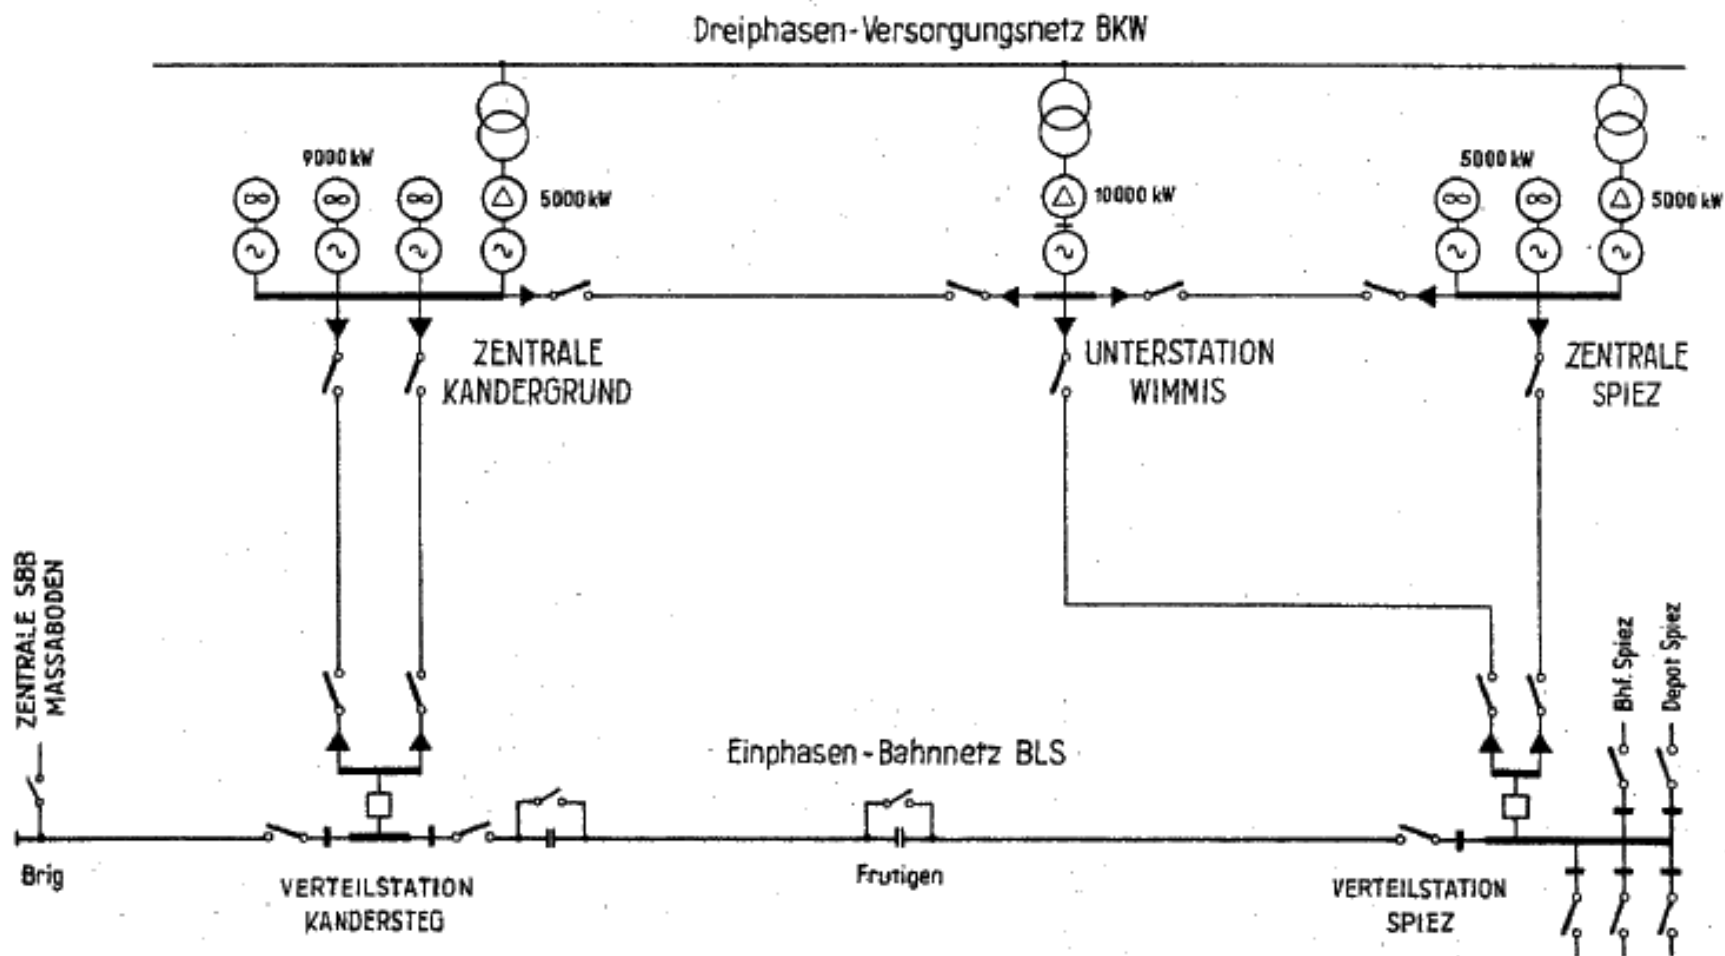 Dreiphasen-Versorgungsnetz BKW
9000 kW
5000 kW
10000 kW
5000 kW
5000 kW
ZENTRALE
KANDERGRUND
UNTERSTATION
WIMMIS
ZENTRALE
SPIEZ
ZENTRALE SBB
MASSABODEN
Bhf. Spiez
Depot Spiez
Einphasen-Bahnnetz BLS
Brig
VERTEILSTATION
KANDERSTEG
Frutigen
VERTEILSTATION
SPIEZ